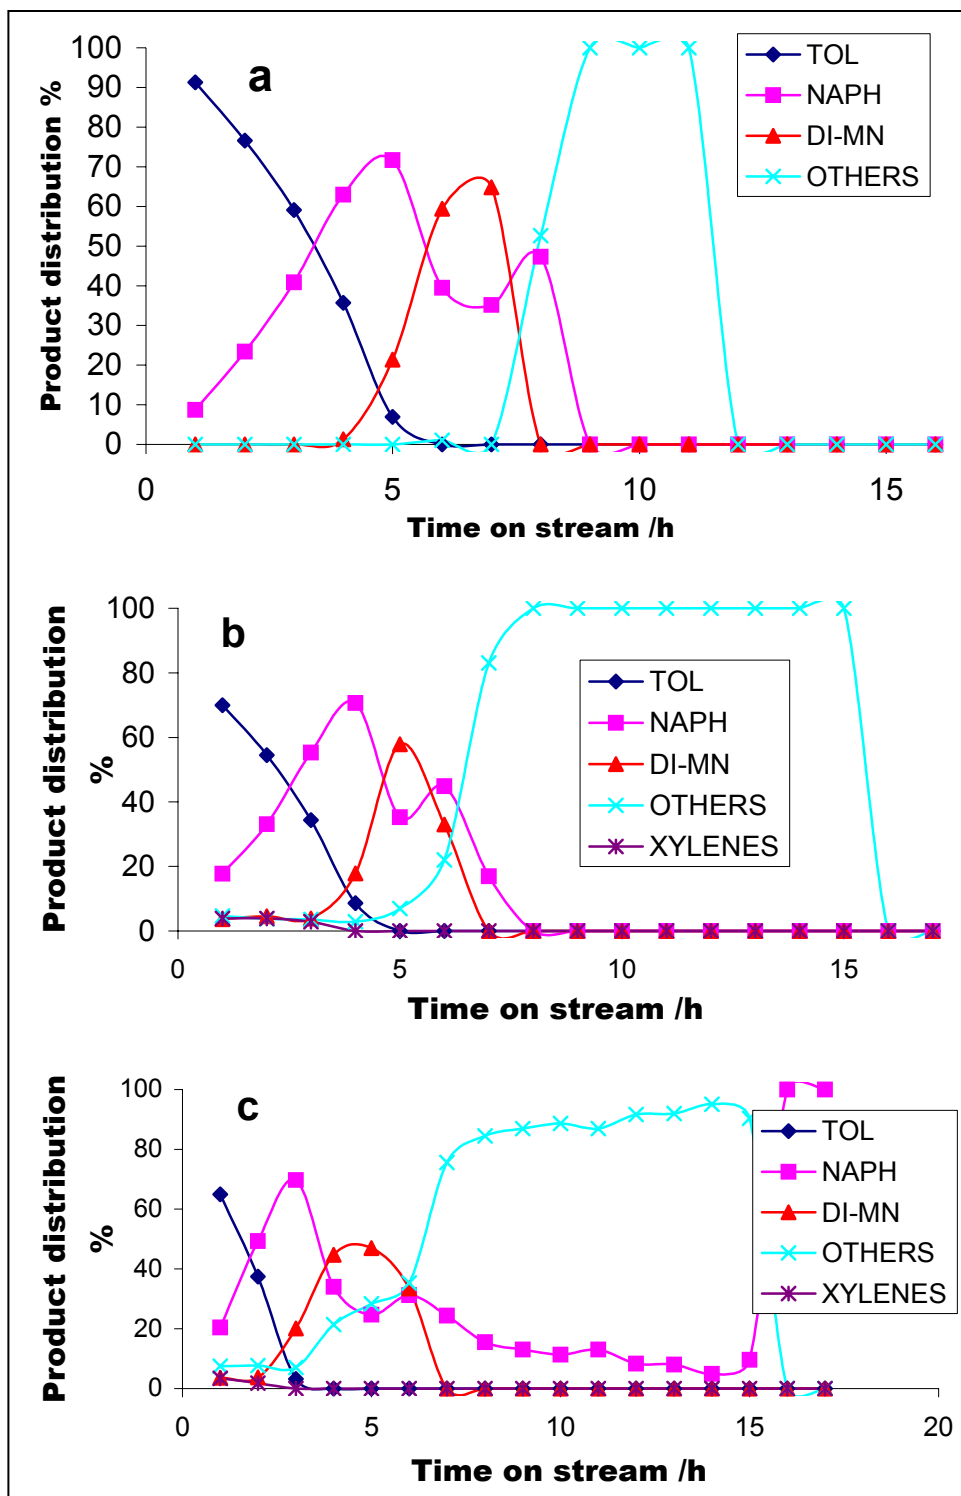 a
Product distribution %
100
90
80
70
60
50
40
30
20
10
0
0 5 10 15
Time on stream /h
TOL
NAPH
DI-MN
OTHERS
b
Product distribution
%
100
80
60
40
20
0
0 5 10 15
Time on stream /h
TOL
NAPH
DI-MN
OTHERS
XYLENES
c
Product distribution
%
100
80
60
40
20
0
0 5 10 15 20
Time on stream /h
TOL
NAPH
DI-MN
OTHERS
XYLENES